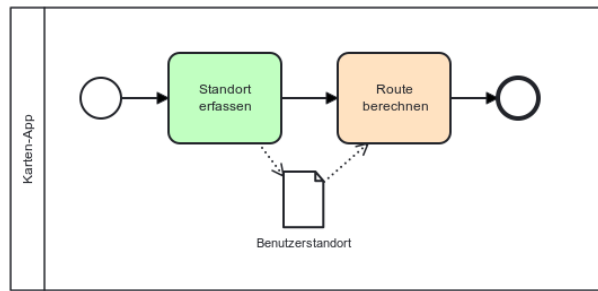 Karten-App
Standort
erfassen
Route
berechnen
Benutzerstandort